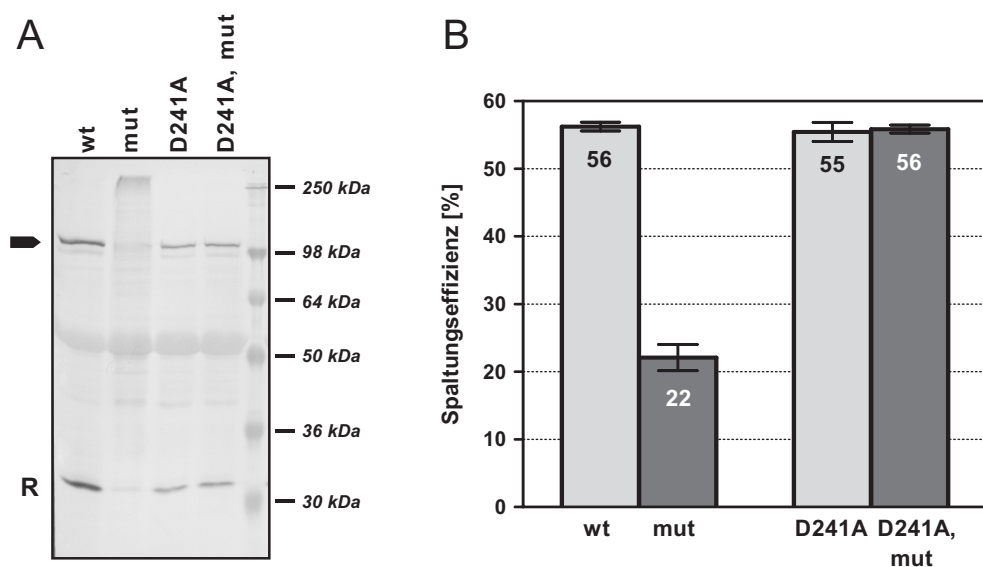 A
wt
mut
D241A
D241A, mut
250 kDa
98 kDa
64 kDa
50 kDa
36 kDa
30 kDa
R
B
Spaltungseffizienz [%]
60
50
40
30
20
10
0
56
22
55
56
wt
mut
D241A
D241A,
mut